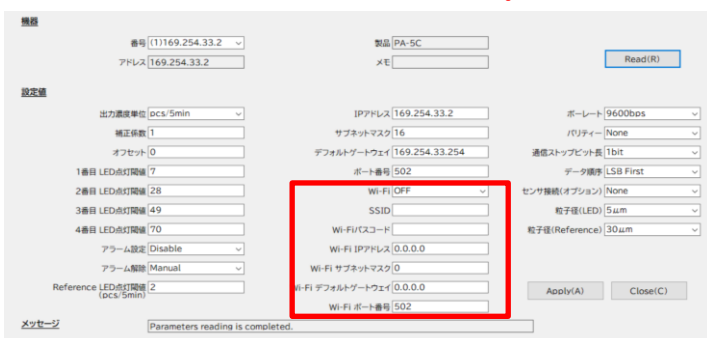 機器
番号 (1)169.254.33.2 製品 PA-5C
アドレス 169.254.33.2 メモ Read(R)
設定値
出力濃度単位 pcs/5min IPアドレス 169.254.33.2 ボーレート 9600bps
補正係数 1 サブネットマスク 16 パリティー None
オフセット 0 デフォルトゲートウェイ 169.254.33.254 通信ストップビット長 1bit
1番目 LED点灯閾値 7 ポート番号 502 データ順序 LSB First
2番目 LED点灯閾値 28 Wi-Fi OFF センサ接続(オプション) None
3番目 LED点灯閾値 49 SSID 粒子径(LED) 5μm
4番目 LED点灯閾値 70 Wi-Fiパスコード 粒子径(Reference) 30μm
アラーム設定 Disable Wi-Fi IPアドレス 0.0.0.0
アラーム解除 Manual Wi-Fi サブネットマスク 0
Reference LED点灯閾値 2 Wi-Fi デフォルトゲートウェイ 0.0.0.0 Apply(A) Close(C)
(pcs/5min)
Wi-Fi ポート番号 502
メッセージ Parameters reading is completed.